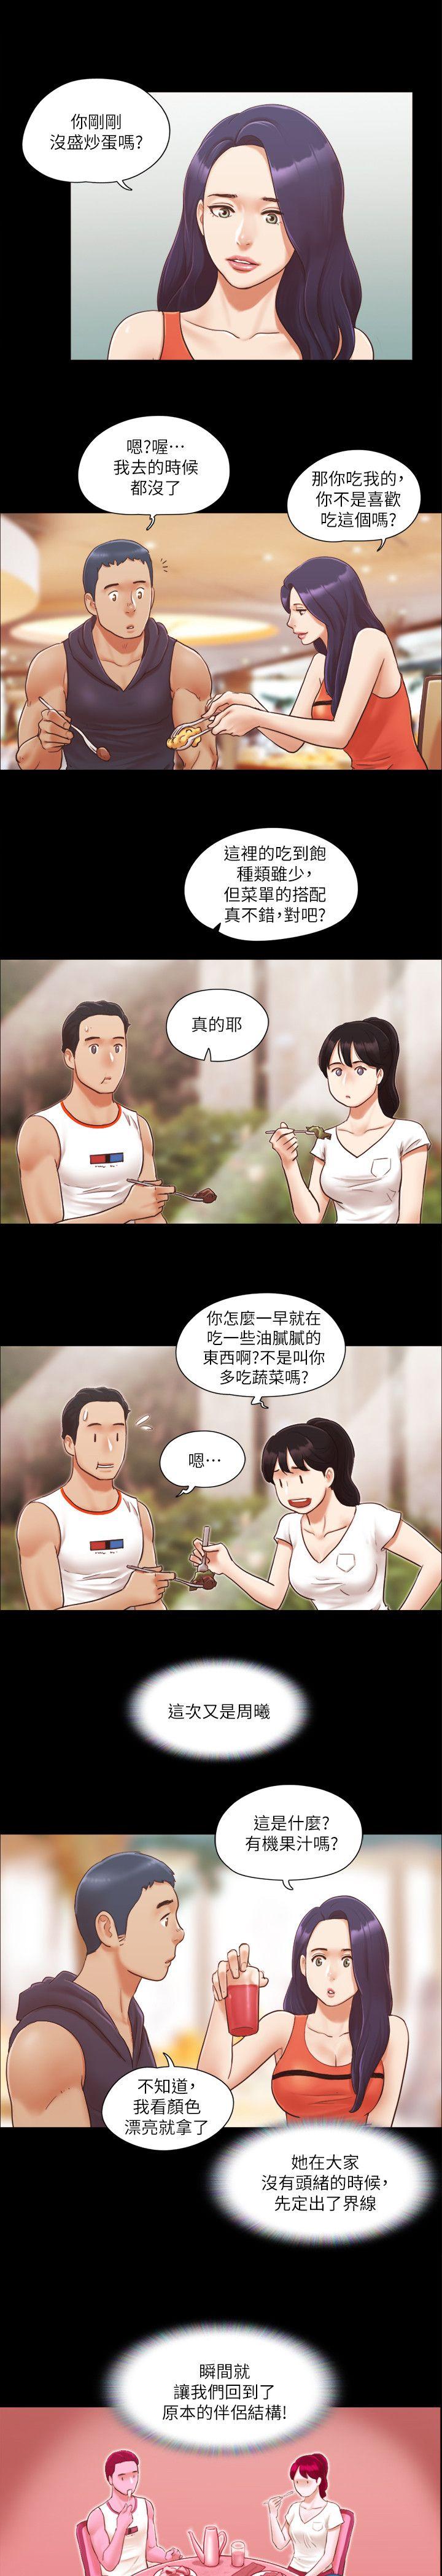 你剛剛
沒盛炒蛋嗎?
嗯?喔…
我去的時候
都沒了
那你吃我的,
你不是喜歡
吃這個嗎?
這裡的吃到飽
種類雖少,
但菜單的搭配
真不錯,對吧?
真的耶
你怎麼一早就在
吃一些油膩膩的
東西啊?不是叫你
多吃蔬菜嗎?
嗯…
這次又是周曦
這是什麼?
有機果汁嗎?
不知道,
我看顏色
漂亮就拿了
她在大家
沒有頭緒的時候,
先定出了界線
瞬間就
讓我們回到了
原本的伴侶結構!